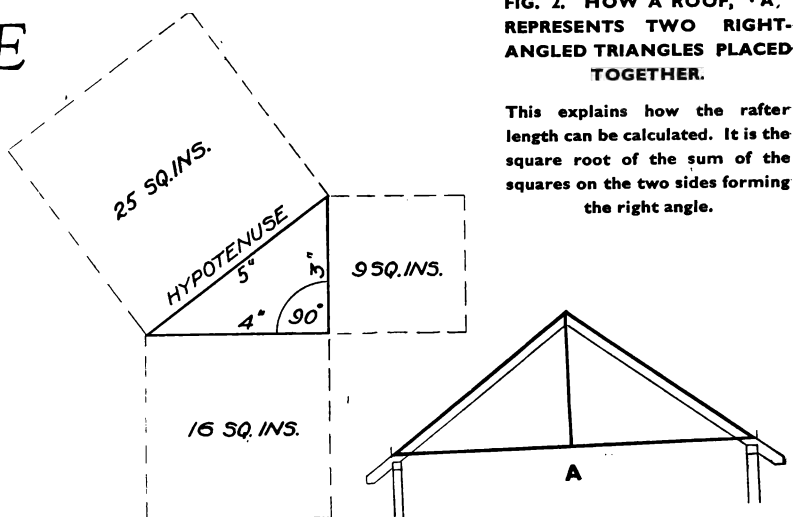 E
FIG. 2. HOW A ROOF, "A,"
REPRESENTS TWO RIGHT-
ANGLED TRIANGLES PLACED
TOGETHER.
This explains how the rafter
length can be calculated. It is the
square root of the sum of the
squares on the two sides forming
the right angle.
25 SQ.INS.
HYPOTENUSE
5"
3"
4"
90°
9 SQ.INS.
16 SQ.INS.
A